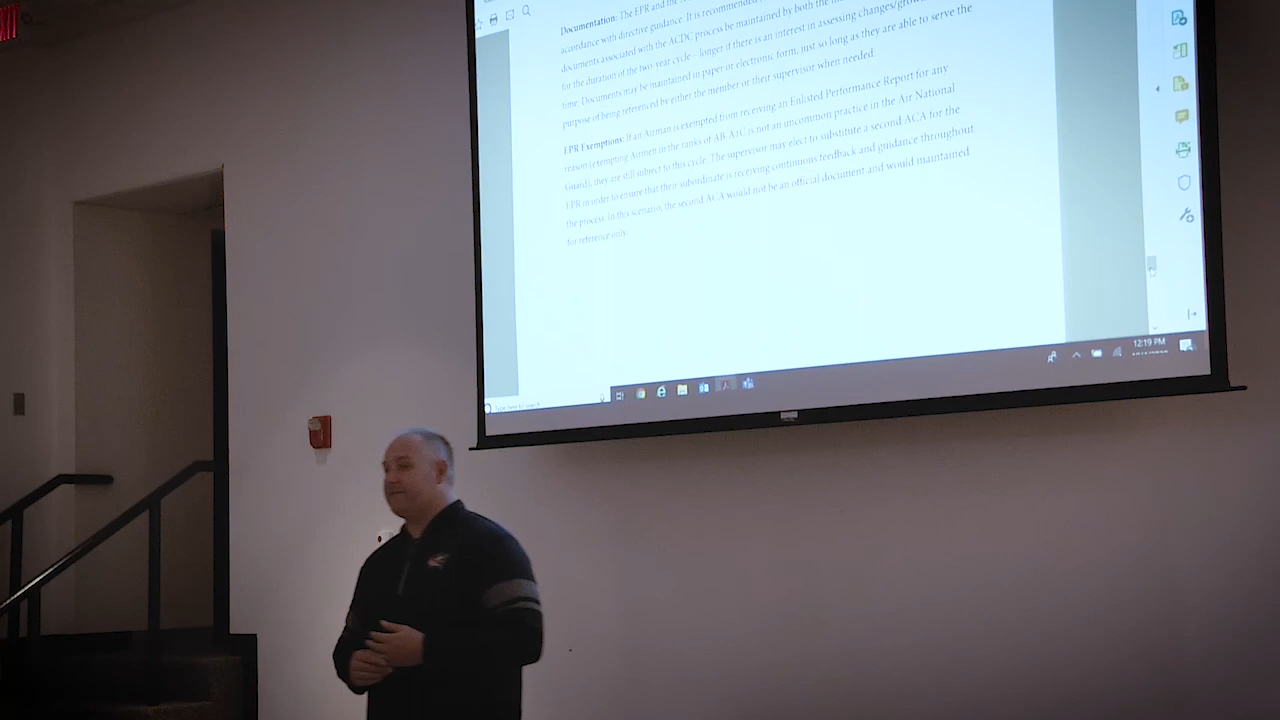 Documentation: The EPR and the
accordance with directive guidance. It is recommended
documents associated with the ACDC process be maintained by both the
for the duration of the two-year cycle – longer if there is an interest in assessing changes/
time. Documents may be maintained in paper or electronic form, just so long as they are able to serve the
purpose of being referenced by either the member or their supervisor when needed.
EPR Exemptions: If an Airman is exempted from receiving an Enlisted Performance Report for any
reason (exempting Airmen in the ranks of AB-A1C is not an uncommon practice in the Air National
Guard), they are still subject to this cycle. The supervisor may elect to substitute a second ACA for the
EPR in order to ensure that their subordinate is receiving continuous feedback and guidance throughout
the process. In this scenario, the second ACA would not be an official document and would maintained
for reference only.
Type here to search
12:19 PM